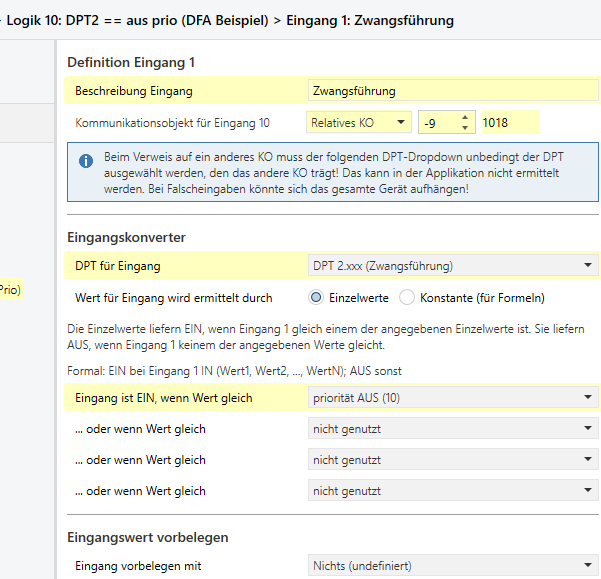 Logik 10: DPT2 == aus prio (DFA Beispiel) > Eingang 1: Zwangsführung
Definition Eingang 1
Beschreibung Eingang Zwangsführung
Kommunikationsobjekt für Eingang 10 Relatives KO -9 1018
Beim Verweis auf ein anderes KO muss der folgenden DPT-Dropdown unbedingt der DPT
ausgewählt werden, den das andere KO trägt! Das kann in der Applikation nicht ermittelt
werden. Bei Falscheingaben könnte sich das gesamte Gerät aufhängen!
Eingangskonverter
DPT für Eingang DPT 2.xxx (Zwangsführung)
Prio)
Wert für Eingang wird ermittelt durch Einzelwerte Konstante (für Formeln)
Die Einzelwerte liefern EIN, wenn Eingang 1 gleich einem der angegebenen Einzelwerte ist. Sie liefern
AUS, wenn Eingang 1 keinem der angegebenen Werte gleicht.
Formal: EIN bei Eingang 1 IN (Wert1, Wert2, ..., WertN); AUS sonst
Eingang ist EIN, wenn Wert gleich priorität AUS (10)
... oder wenn Wert gleich nicht genutzt
... oder wenn Wert gleich nicht genutzt
... oder wenn Wert gleich nicht genutzt
Eingangswert vorbelegen
Eingang vorbelegen mit Nichts (undefiniert)